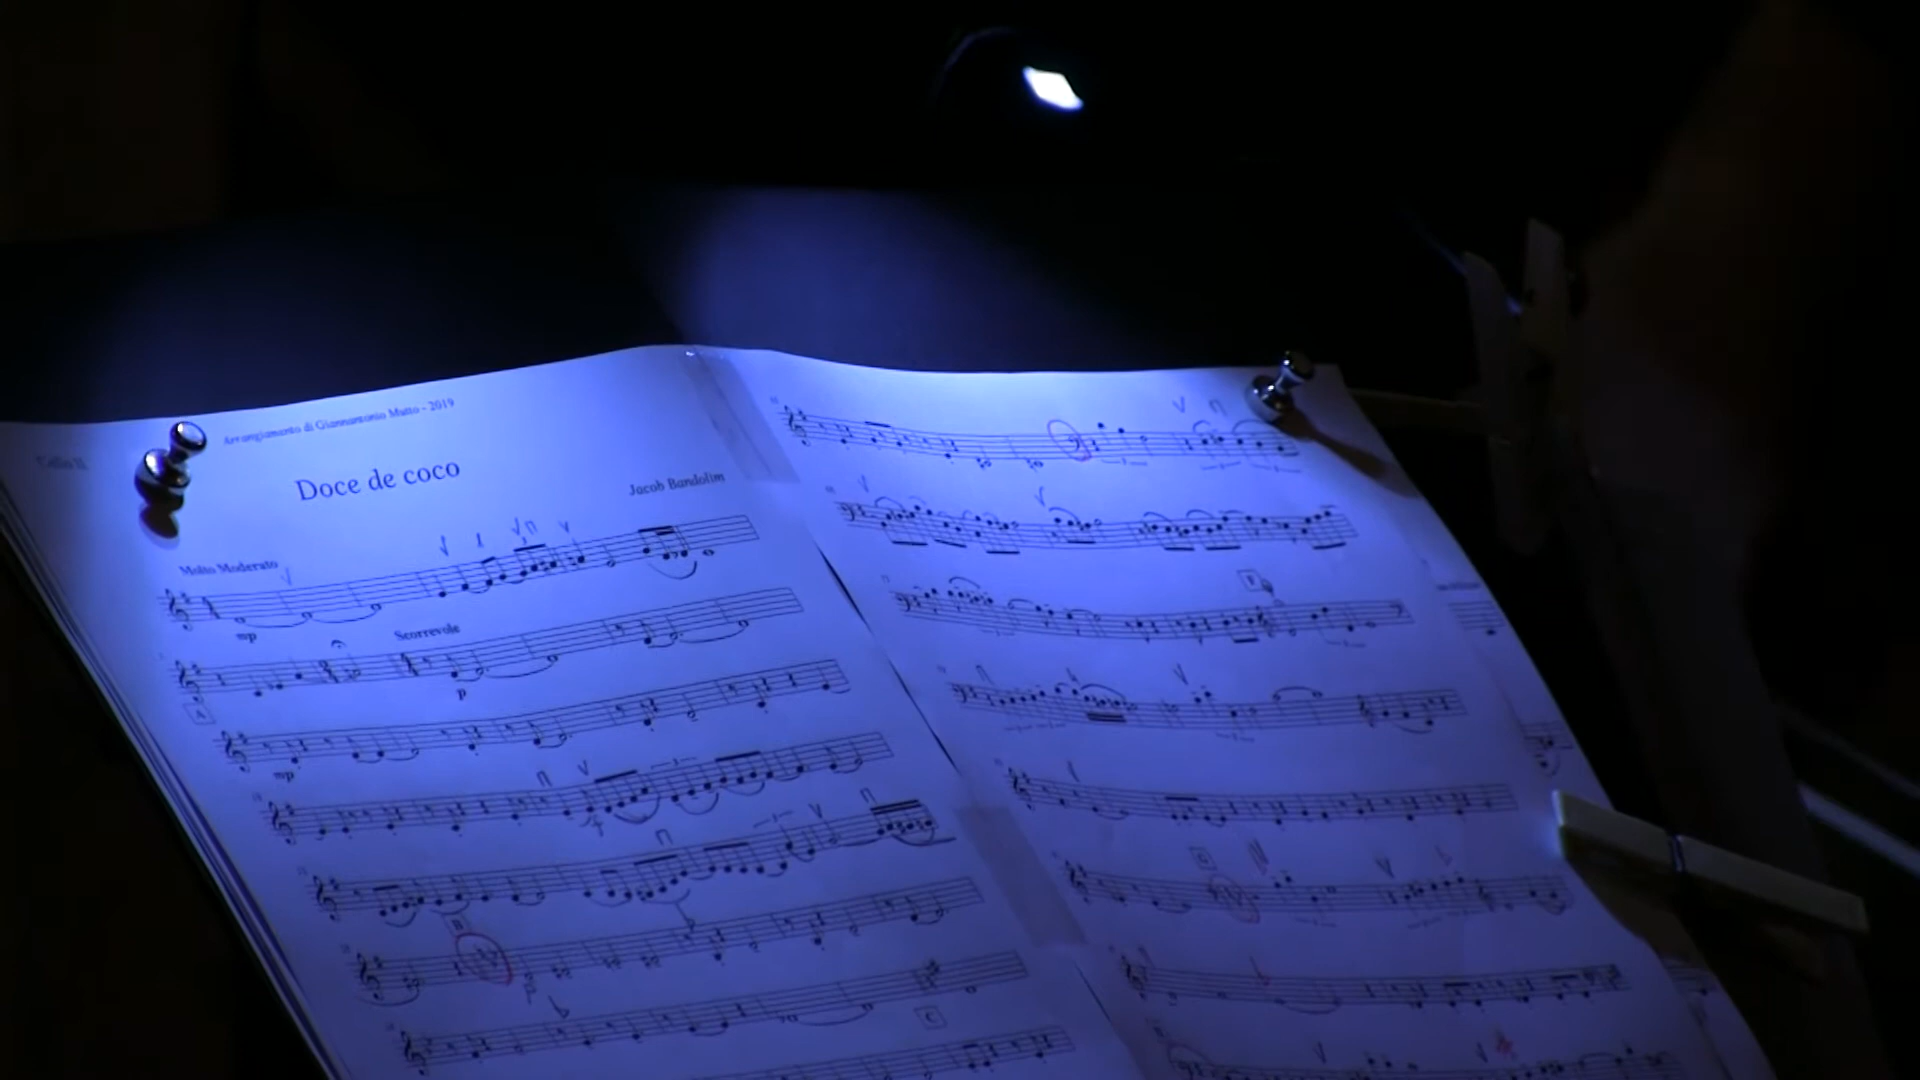 Arrangiamento di Giannantonio Mutto - 2019
Cello II
Doce de coco
Jacob Bandolim
Molto Moderato
mp
Scorrevole
p
A
mp
B
C
F
G